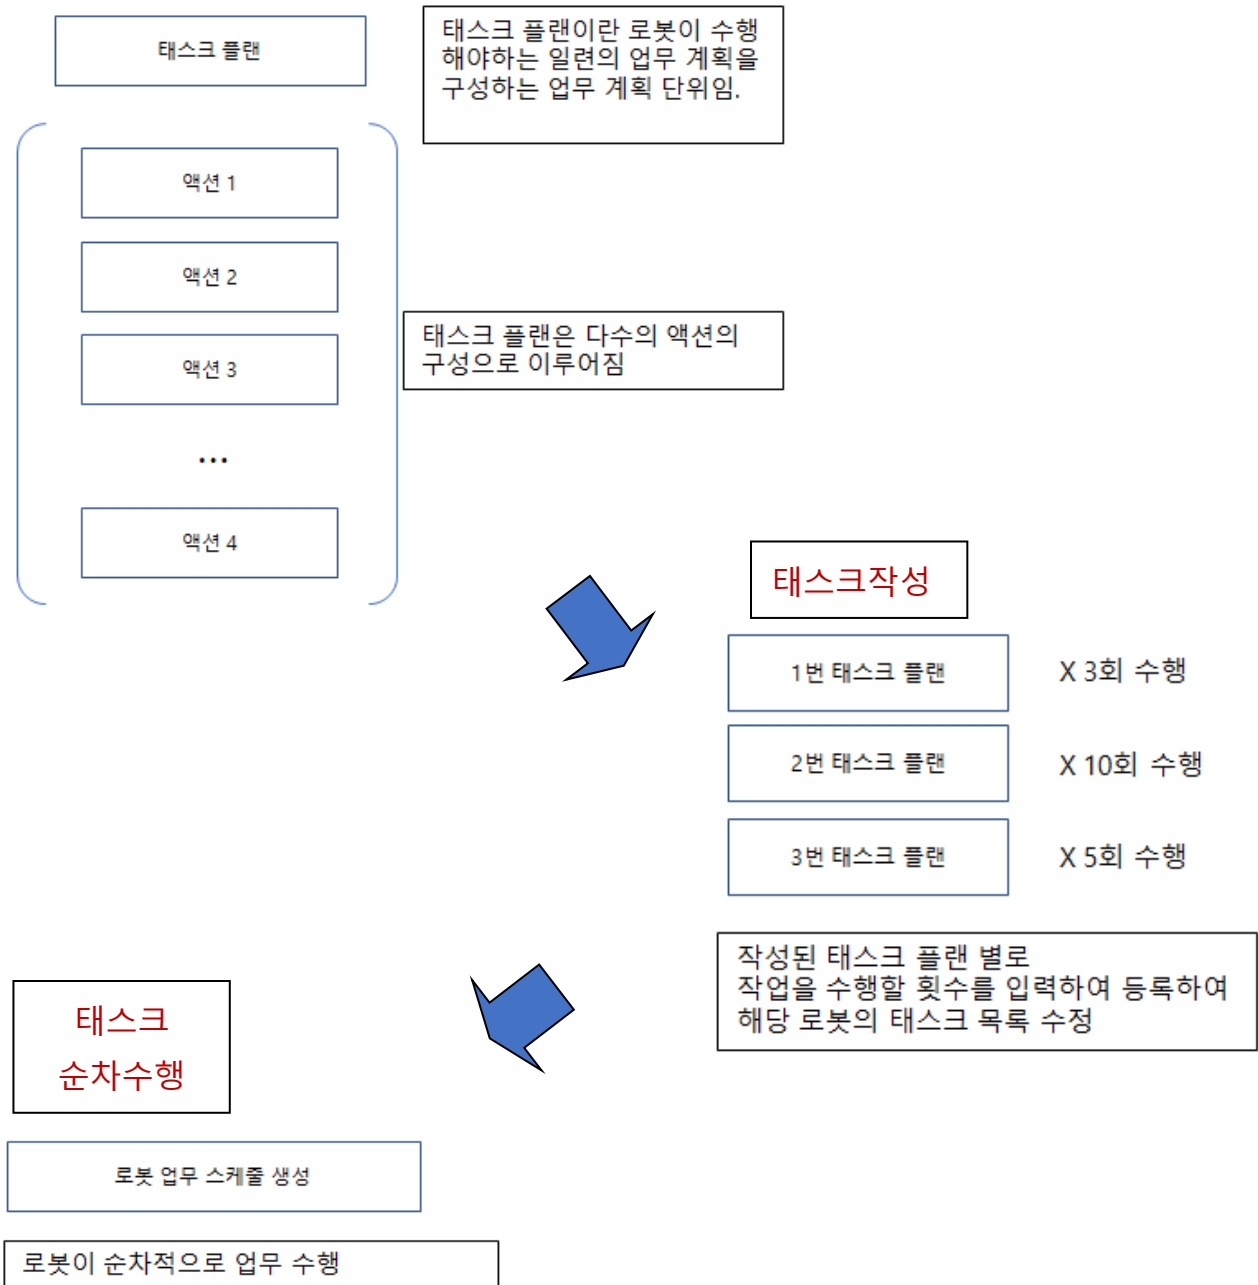 태스크 플랜
태스크 플랜이란 로봇이 수행
해야하는 일련의 업무 계획을
구성하는 업무 계획 단위임.
액션 1
액션 2
액션 3
...
액션 4
태스크 플랜은 다수의 액션의
구성으로 이루어짐
태스크작성
1번 태스크 플랜 X 3회 수행
2번 태스크 플랜 X 10회 수행
3번 태스크 플랜 X 5회 수행
작성된 태스크 플랜 별로
작업을 수행할 횟수를 입력하여 등록하여
해당 로봇의 태스크 목록 수정
태스크
순차수행
로봇 업무 스케줄 생성
로봇이 순차적으로 업무 수행